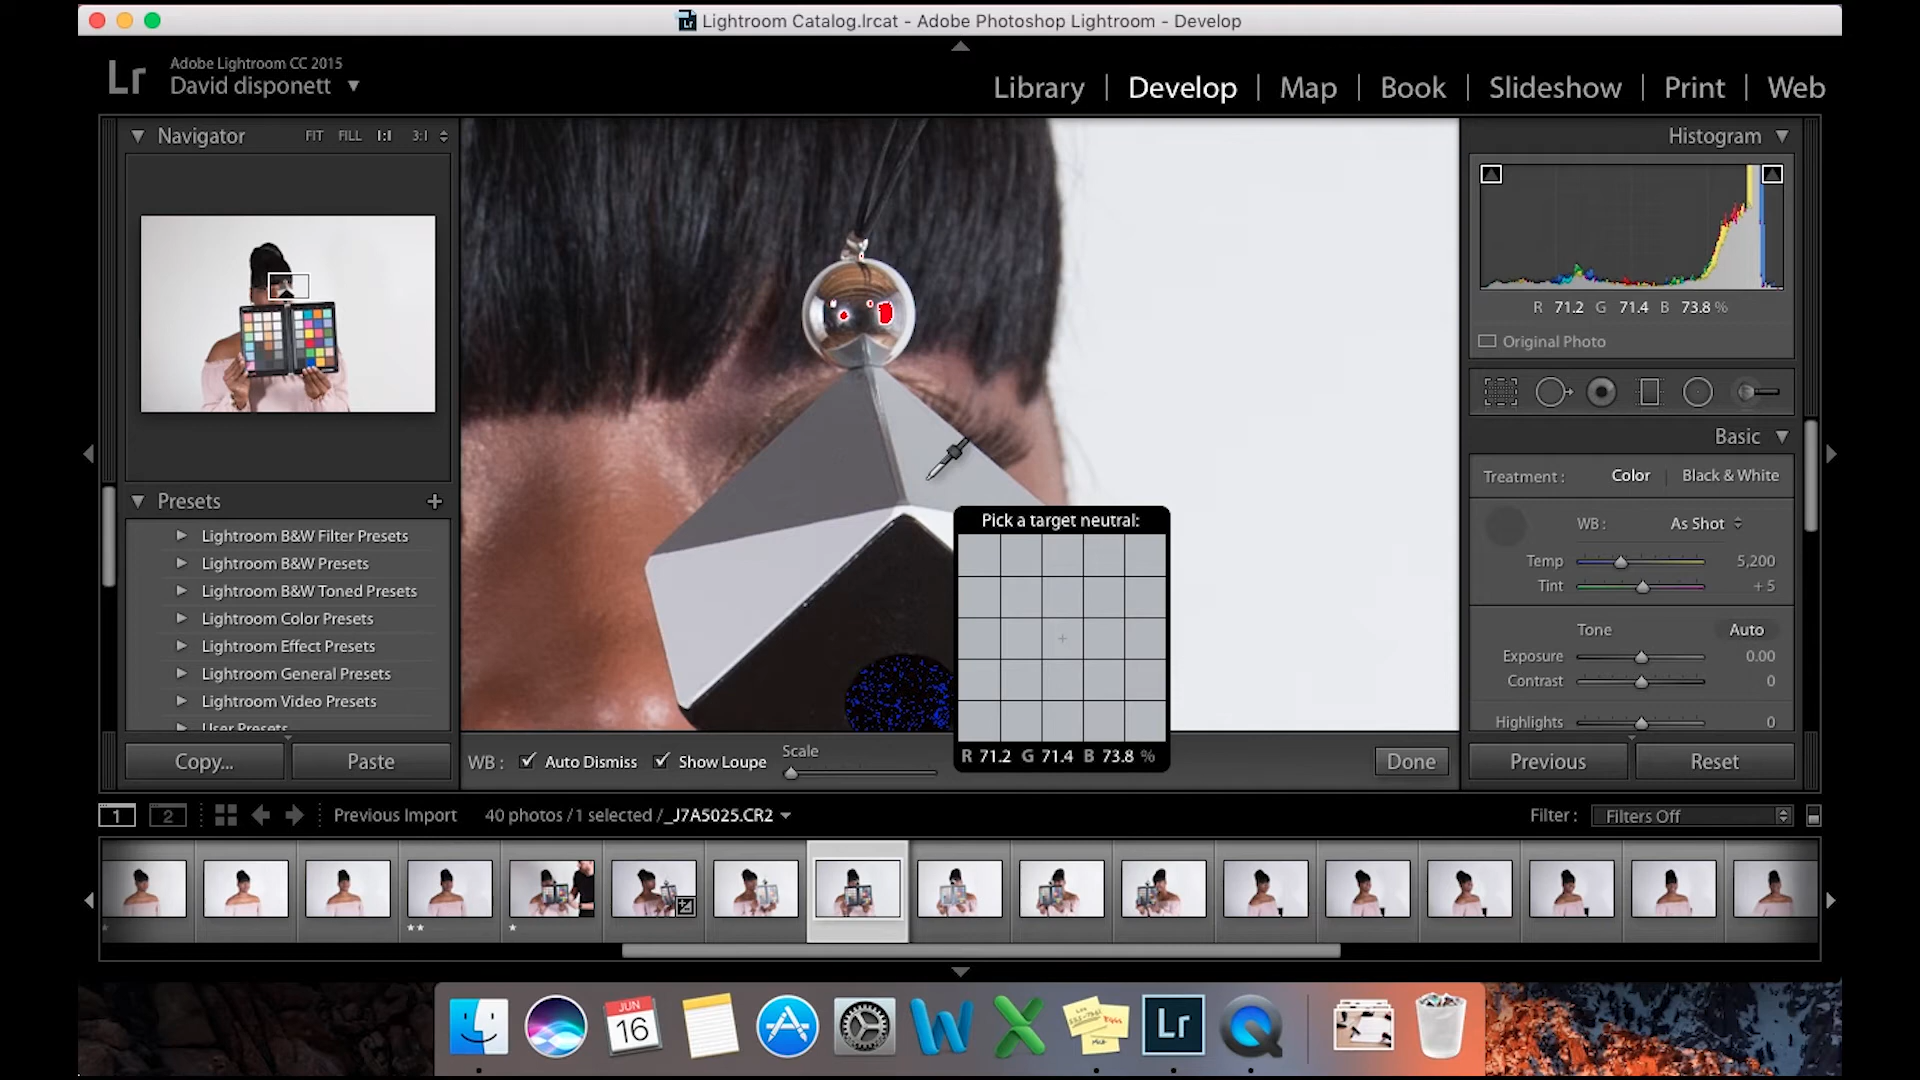 Lightroom Catalog.lrcat - Adobe Photoshop Lightroom - Develop
Lr
Adobe Lightroom CC 2015
David disponett
Library | Develop | Map | Book | Slideshow | Print | Web
Navigator FIT FILL 1:1 3:1
Histogram
R 71.2 G 71.4 B 73.8 %
Original Photo
Basic
Treatment : Color Black & White
WB : As Shot
Temp 5,200
Tint + 5
Tone Auto
Exposure 0.00
Contrast 0
Highlights 0
Previous Reset
Presets +
Lightroom B&W Filter Presets
Lightroom B&W Presets
Lightroom B&W Toned Presets
Lightroom Color Presets
Lightroom Effect Presets
Lightroom General Presets
Lightroom Video Presets
User Presets
Copy... Paste
Pick a target neutral:
R 71.2 G 71.4 B 73.8 %
WB : Auto Dismiss Show Loupe Scale
Done
1 2 Previous Import 40 photos / 1 selected / _J7A5025.CR2
Filter : Filters Off
JUN
16
Lr